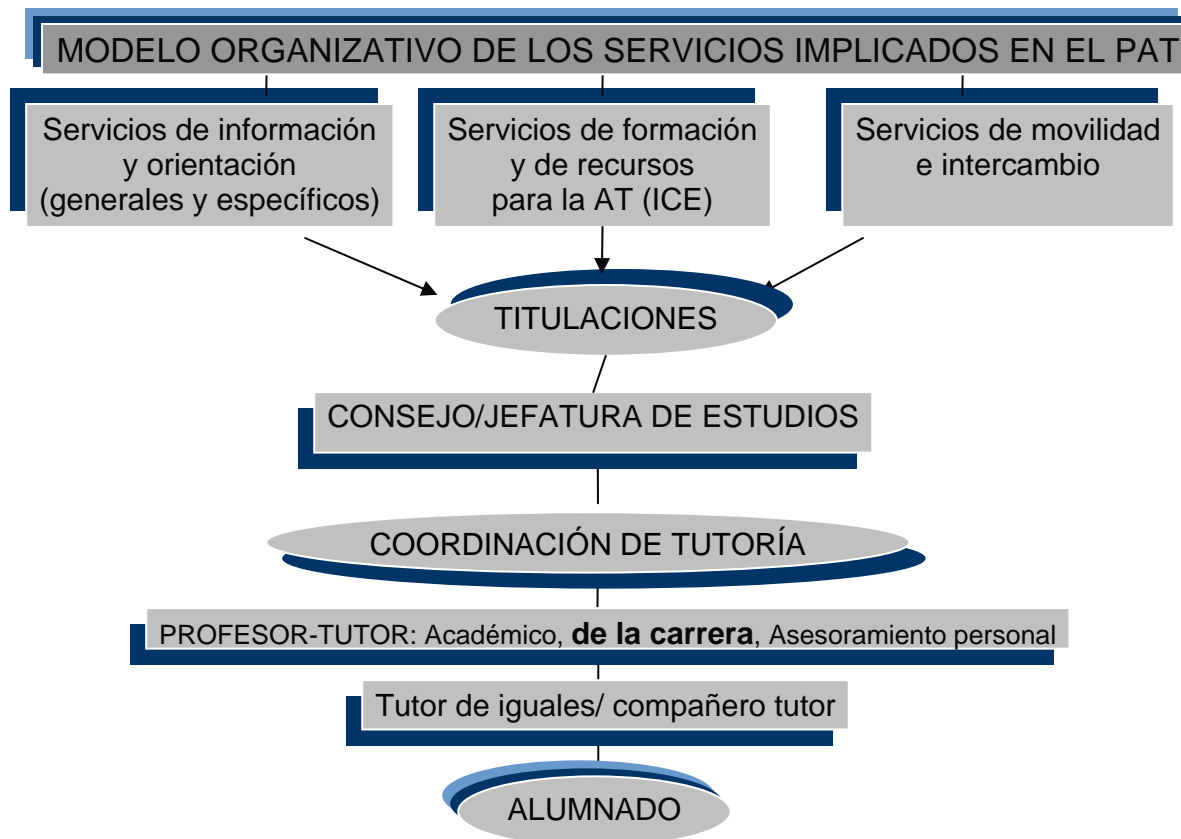 MODELO ORGANIZATIVO DE LOS SERVICIOS IMPLICADOS EN EL PAT
Servicios de información
y orientación
(generales y específicos)
Servicios de formación
y de recursos
para la AT (ICE)
Servicios de movilidad
e intercambio
TITULACIONES
CONSEJO/JEFATURA DE ESTUDIOS
COORDINACIÓN DE TUTORÍA
PROFESOR-TUTOR: Académico, de la carrera, Asesoramiento personal
Tutor de iguales/ compañero tutor
ALUMNADO